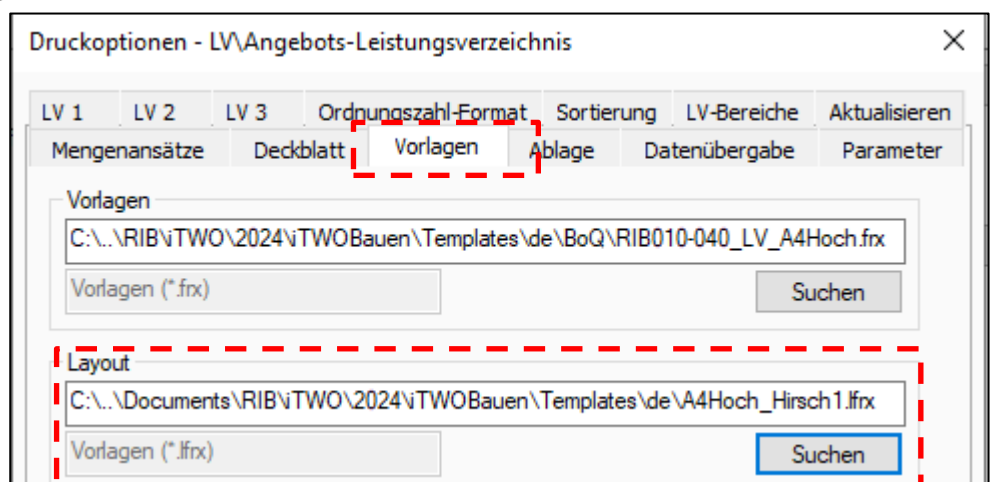 Druckoptionen - LV\Angebots-Leistungsverzeichnis
LV 1 LV 2 LV 3 Ordnungszahl-Format Sortierung LV-Bereiche Aktualisieren
Mengenansätze Deckblatt Vorlagen Ablage Datenübergabe Parameter
Vorlagen
C:\..\RIB\iTWO\2024\iTWOBauen\Templates\de\BoQ\RIB010-040_LV_A4Hoch.frx
Vorlagen (*.frx) Suchen
Layout
C:\..\Documents\RIB\iTWO\2024\iTWOBauen\Templates\de\A4Hoch_Hirsch1.lfrx
Vorlagen (*.lfrx) Suchen